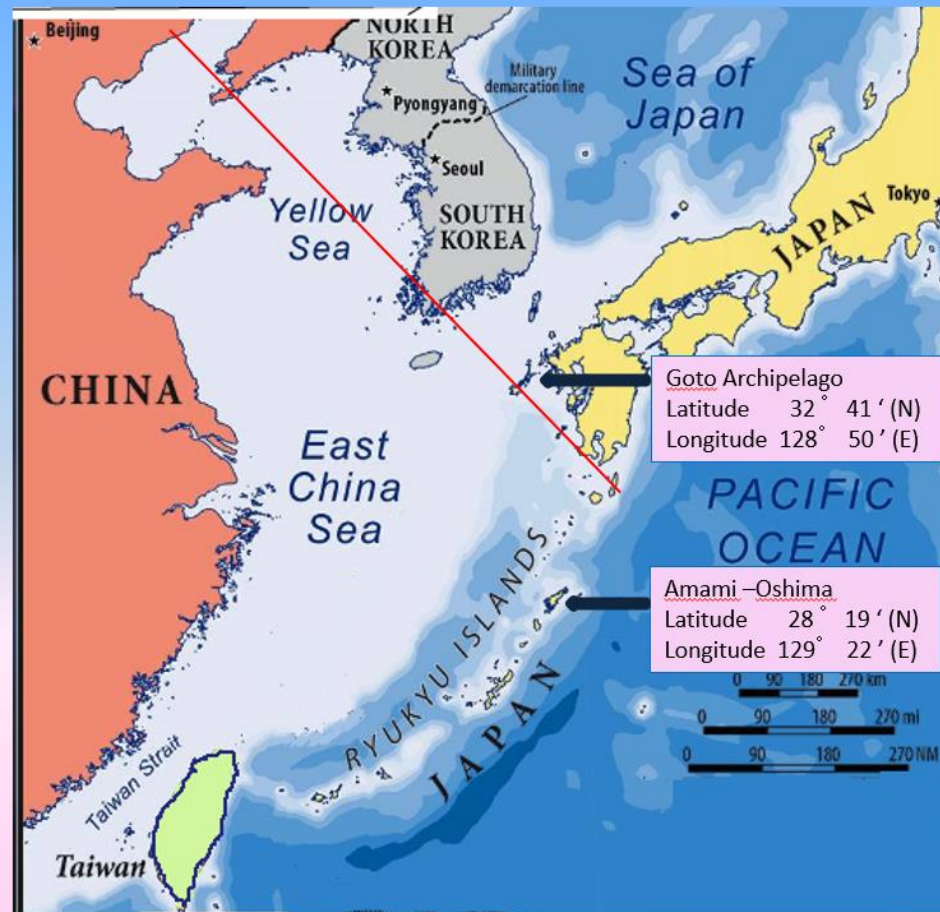 Beijing
NORTH
KOREA
Military
demarcation line
Pyongyang
Sea of
Japan
Seoul
Tokyo
Yellow
Sea
SOUTH
KOREA
JAPAN
Goto Archipelago
Latitude 32° 41 ‘ (N)
Longitude 128° 50 ’ (E)
CHINA
East
China
Sea
PACIFIC
OCEAN
RYUKYU ISLANDS
Amami –Oshima
Latitude 28° 19 ‘ (N)
Longitude 129° 22 ’ (E)
JAPAN
0 90 180 270 km
0 90 180 270 mi
0 90 180 270 NM
Taiwan Strait
Taiwan